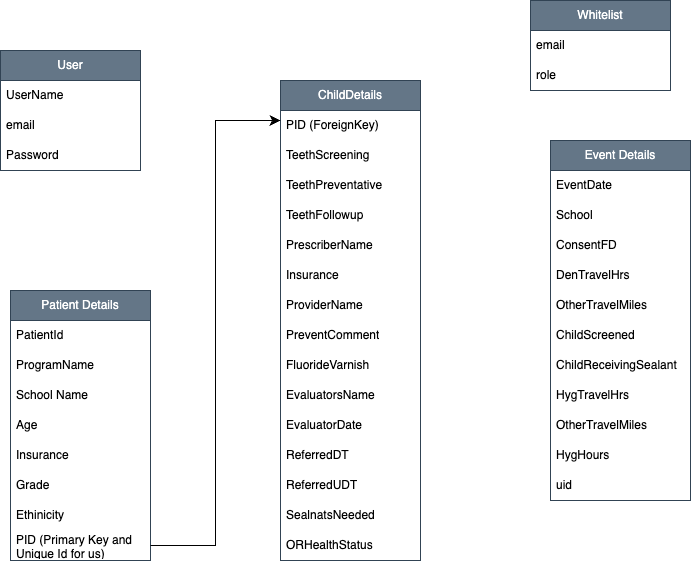 Whitelist
email
role
User
UserName
email
Password
ChildDetails
PID (ForeignKey)
TeethScreening
TeethPreventative
TeethFollowup
PrescriberName
Insurance
ProviderName
PreventComment
FluorideVarnish
EvaluatorsName
EvaluatorDate
ReferredDT
ReferredUDT
SealnatsNeeded
ORHealthStatus
Event Details
EventDate
School
ConsentFD
DenTravelHrs
OtherTravelMiles
ChildScreened
ChildReceivingSealant
HygTravelHrs
OtherTravelMiles
HygHours
uid
Patient Details
PatientId
ProgramName
School Name
Age
Insurance
Grade
Ethinicity
PID (Primary Key and
Unique Id for us)